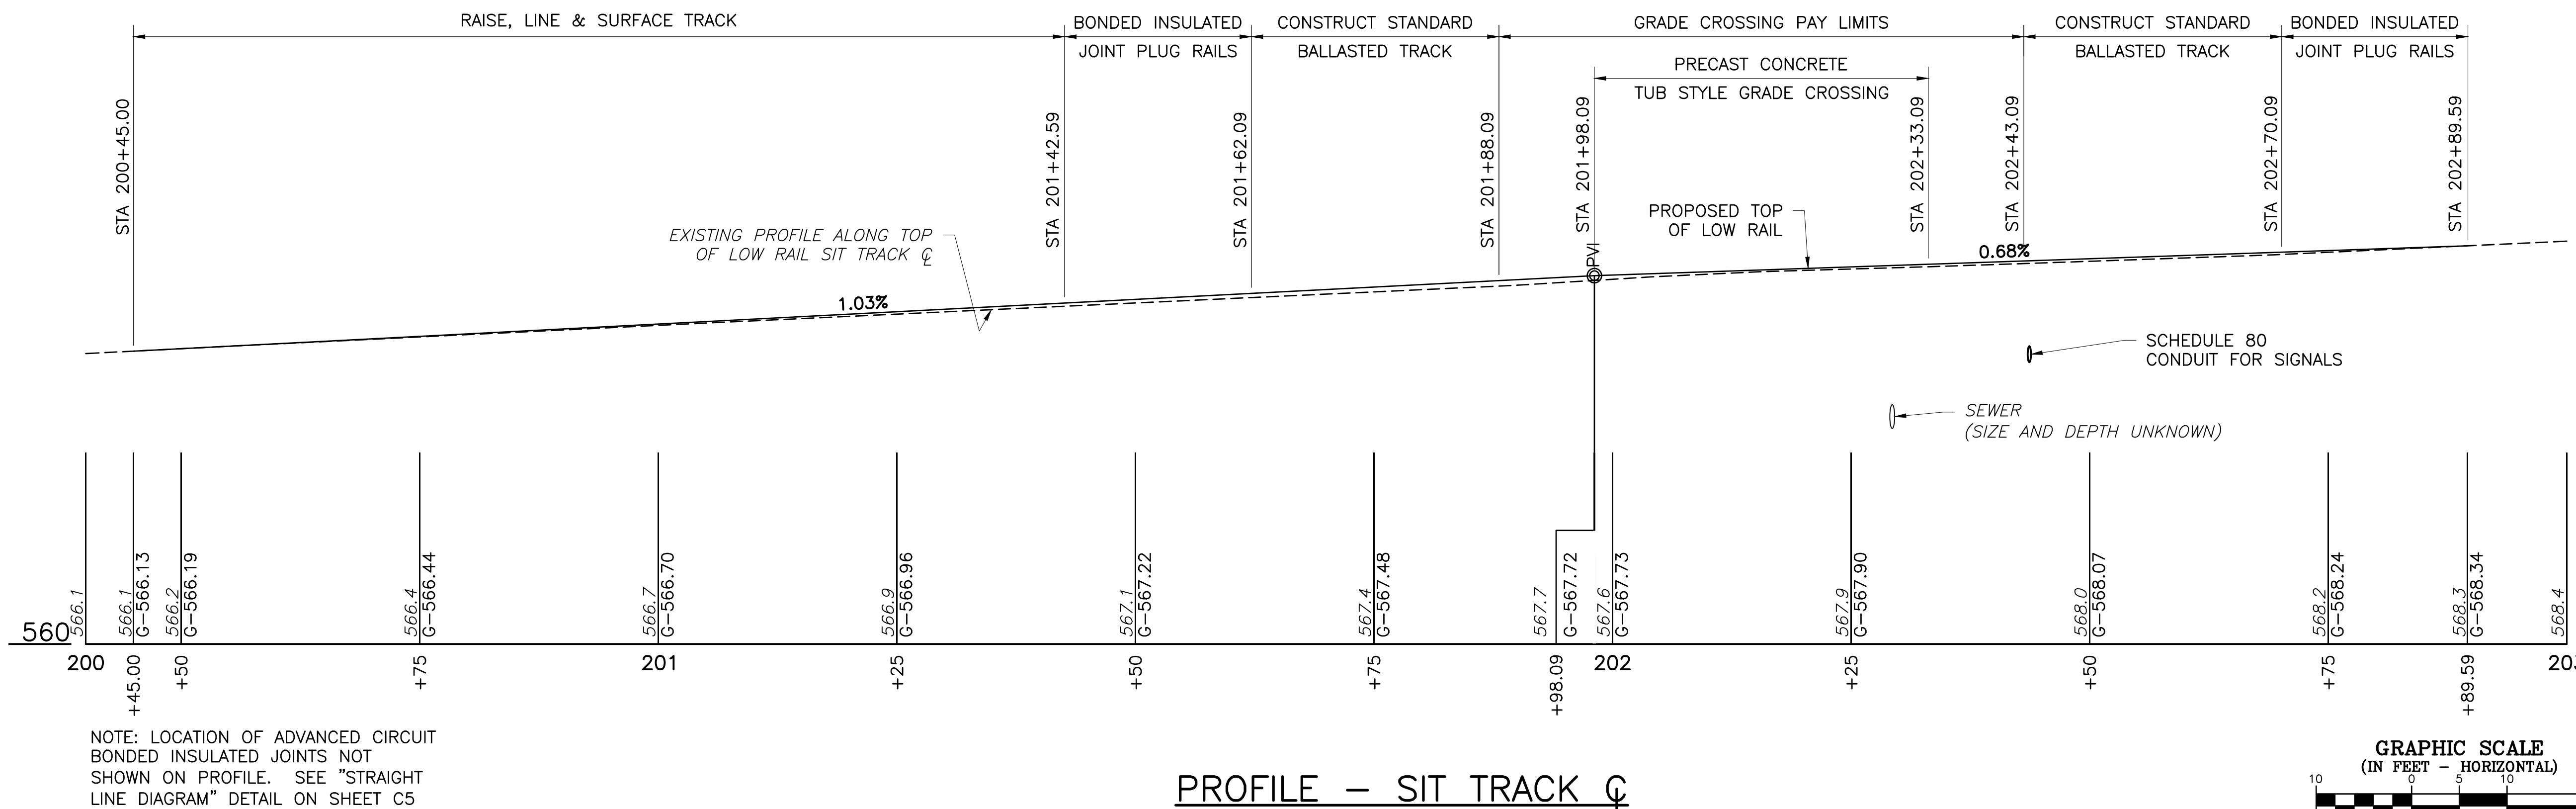 RAISE, LINE & SURFACE TRACK
BONDED INSULATED
JOINT PLUG RAILS
CONSTRUCT STANDARD
BALLASTED TRACK
GRADE CROSSING PAY LIMITS
CONSTRUCT STANDARD
BALLASTED TRACK
BONDED INSULATED
JOINT PLUG RAILS
PRECAST CONCRETE
TUB STYLE GRADE CROSSING
STA 200+45.00
STA 201+42.59
STA 201+62.09
STA 201+88.09
STA 201+98.09
STA 202+33.09
STA 202+43.09
STA 202+70.09
STA 202+89.59
EXISTING PROFILE ALONG TOP
OF LOW RAIL SIT TRACK ℄
PROPOSED TOP
OF LOW RAIL
PVI
1.03%
0.68%
SCHEDULE 80
CONDUIT FOR SIGNALS
SEWER
(SIZE AND DEPTH UNKNOWN)
566.1
566.1
G-566.13
566.2
G-566.19
566.4
G-566.44
566.7
G-566.70
566.9
G-566.96
567.1
G-567.22
567.4
G-567.48
567.7
G-567.72
567.6
G-567.73
567.9
G-567.90
568.0
G-568.07
568.2
G-568.24
568.3
G-568.34
568.4
560
200
+45.00
+50
+75
201
+25
+50
+75
+98.09
202
+25
+50
+75
+89.59
NOTE: LOCATION OF ADVANCED CIRCUIT
BONDED INSULATED JOINTS NOT
SHOWN ON PROFILE. SEE "STRAIGHT
LINE DIAGRAM" DETAIL ON SHEET C5
PROFILE - SIT TRACK ℄
GRAPHIC SCALE
(IN FEET - HORIZONTAL)
10 0 5 10